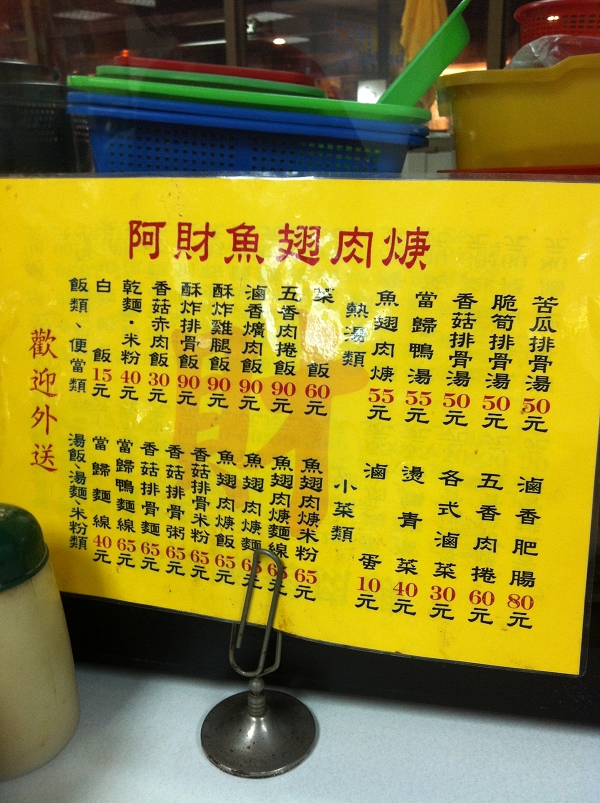 阿財魚翅肉焿
苦瓜排骨湯50元
脆筍排骨湯50元
香菇排骨湯50元
當歸鴨湯55元
魚翅肉焿55元
熱湯類
菜飯60元
五香肉捲飯90元
滷香爌肉飯90元
酥炸雞腿飯90元
酥炸排骨飯90元
香菇赤肉飯30元
乾麵·米粉40元
白飯15元
飯類、便當類
滷香肥腸80元
五香肉捲60元
各式滷菜30元
燙青菜40元
滷蛋10元
小菜類
魚翅肉焿米粉65元
魚翅肉焿麵線65元
魚翅肉焿麵65元
魚翅肉焿飯65元
香菇排骨米粉65元
香菇排骨粥65元
香菇排骨麵65元
當歸鴨麵線65元
當歸麵線40元
湯飯、湯麵、米粉類
歡迎外送
財